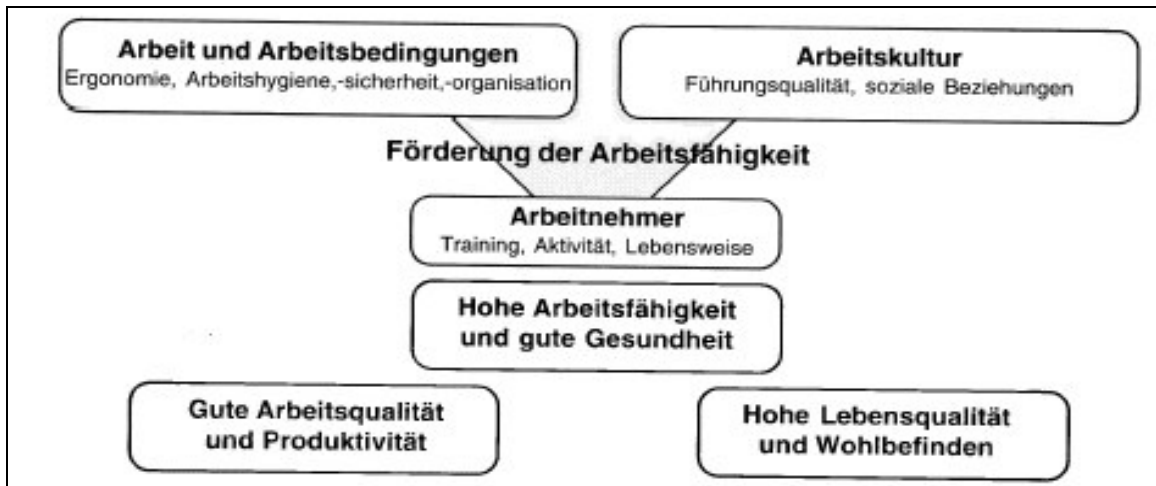 Arbeit und Arbeitsbedingungen
Ergonomie, Arbeitshygiene,-sicherheit,-organisation
Arbeitskultur
Führungsqualität, soziale Beziehungen
Förderung der Arbeitsfähigkeit
Arbeitnehmer
Training, Aktivität, Lebensweise
Hohe Arbeitsfähigkeit
und gute Gesundheit
Gute Arbeitsqualität
und Produktivität
Hohe Lebensqualität
und Wohlbefinden